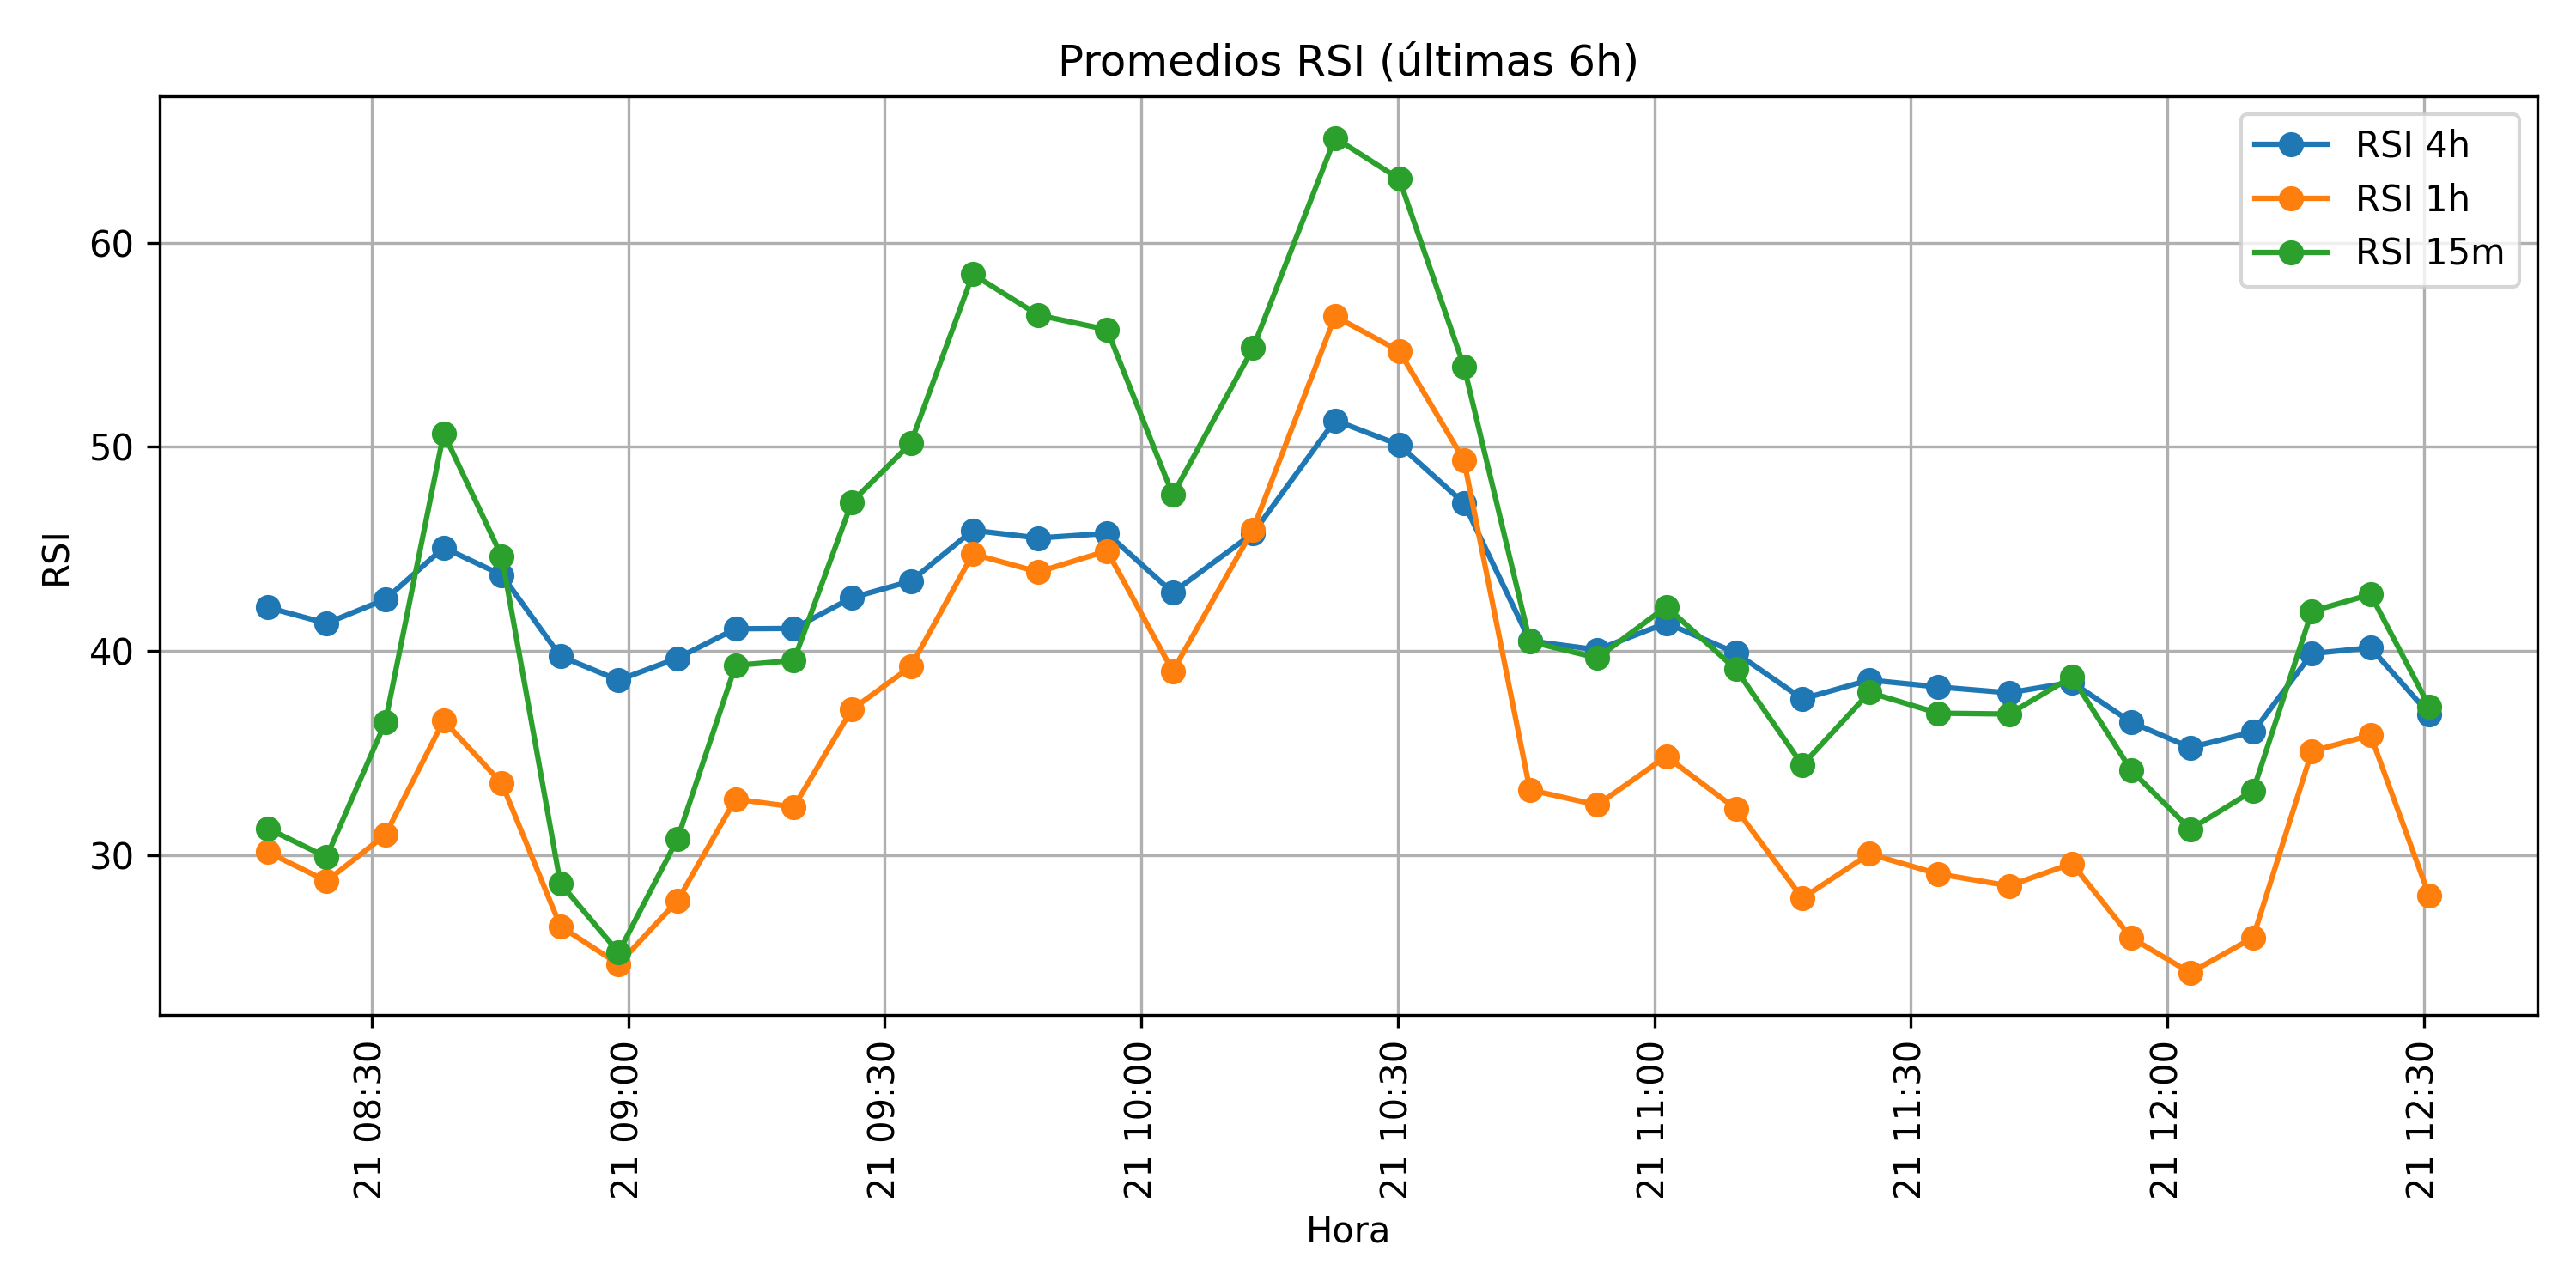 Promedios RSI (últimas 6h)
RSI 4h
RSI 1h
RSI 15m
RSI
60
50
40
30
21 08:30
21 09:00
21 09:30
21 10:00
21 10:30
21 11:00
21 11:30
21 12:00
21 12:30
Hora